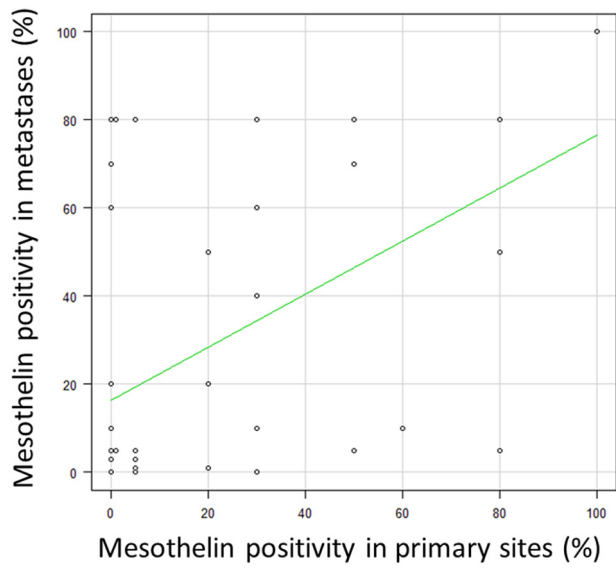 Mesothelin positivity in metastases (%)
100
80
60
40
20
0
0 20 40 60 80 100
Mesothelin positivity in primary sites (%)